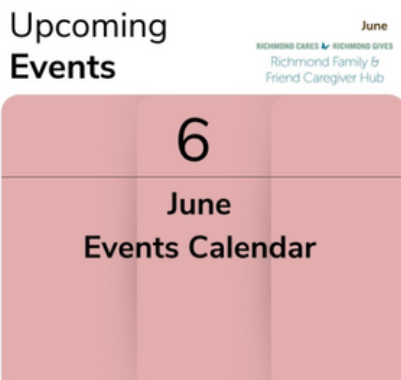 Upcoming
Events
June
RICHMOND CARES RICHMOND GIVES
Richmond Family &
Friend Caregiver Hub
6
June
Events Calendar